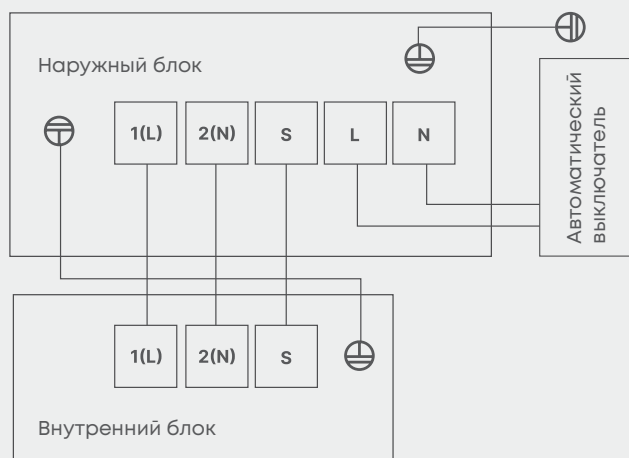 Наружный блок
1(L) 2(N) S L N
Автоматический
выключатель
1(L) 2(N) S
Внутренний блок